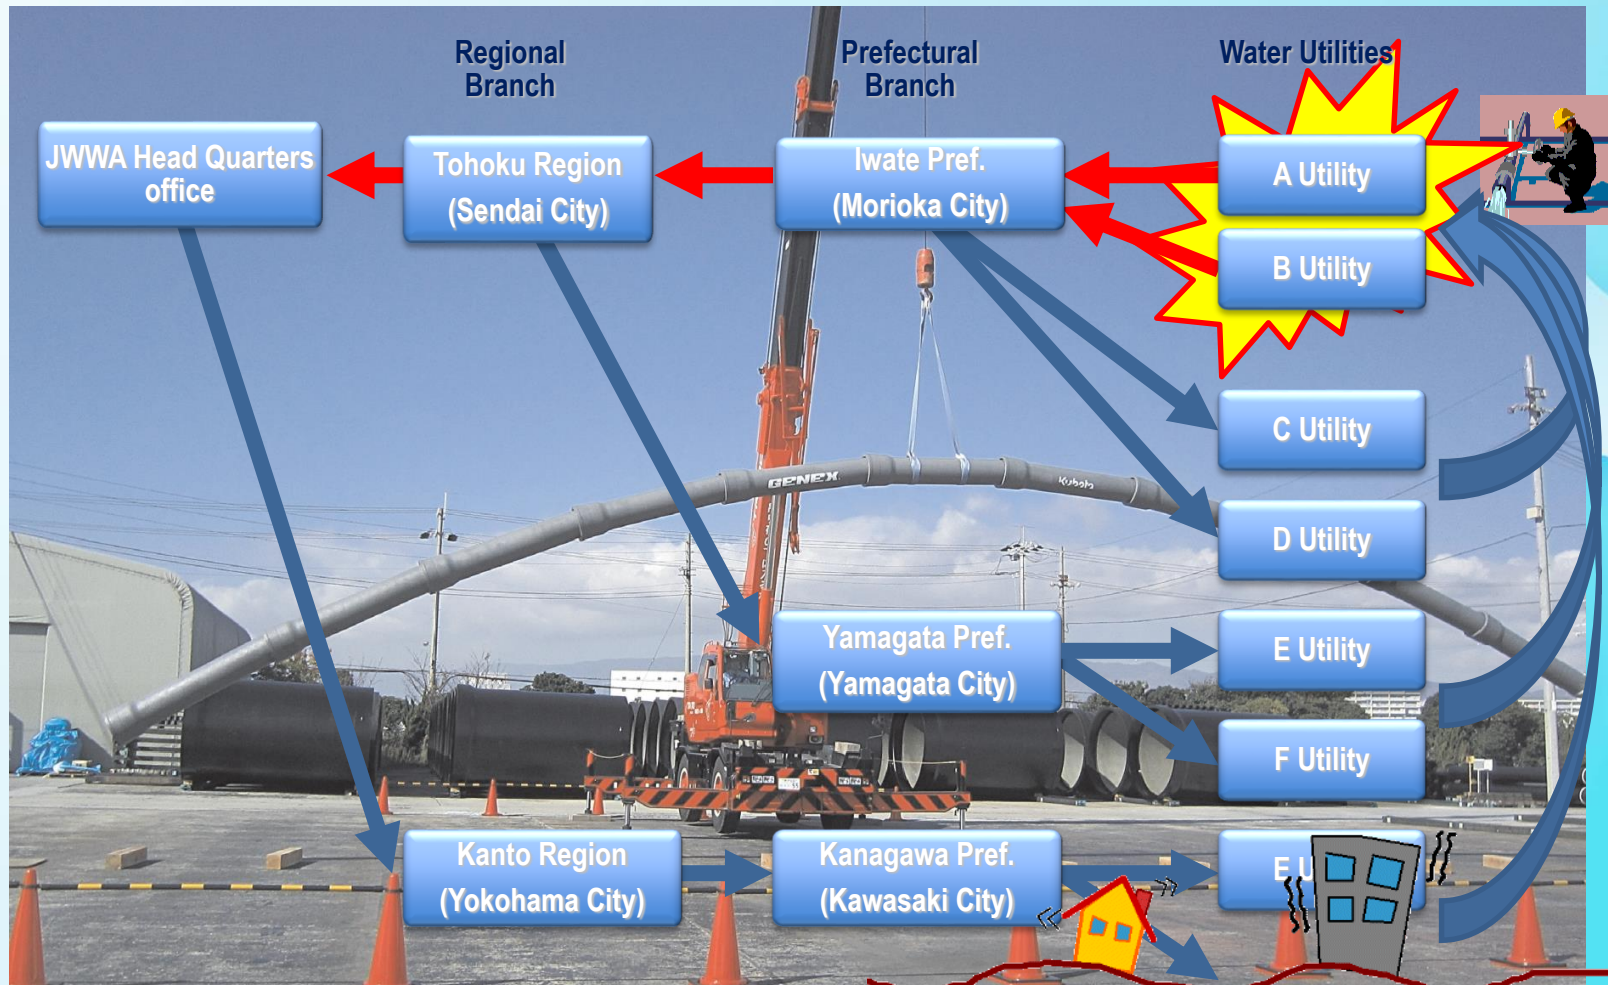 Regional
Branch
Prefectural
Branch
Water Utilities
JWWA Head Quarters
office
Tohoku Region
(Sendai City)
Iwate Pref.
(Morioka City)
A Utility
B Utility
C Utility
GENEX
Kubota
D Utility
Yamagata Pref.
(Yamagata City)
E Utility
F Utility
Kanto Region
(Yokohama City)
Kanagawa Pref.
(Kawasaki City)
E U